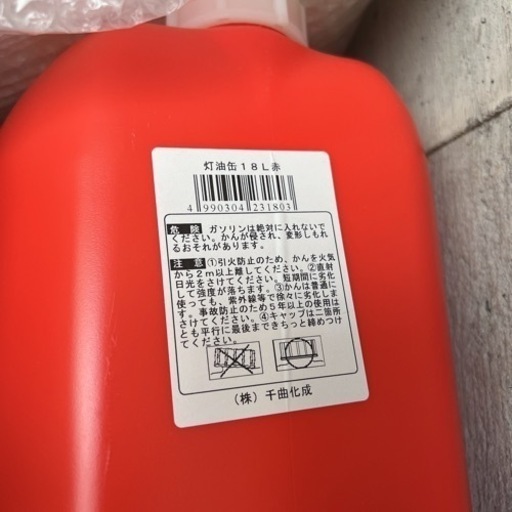 灯油缶18L赤
4 990304 231803
危険 ガソリンは絶対に入れないで
ください。かんが侵され、変形しもれ
るおそれがあります。
注意 ①引火防止のため、かんを火気
から2m以上離してください。②直射
日光をさけてください。短期間に劣化
して強度が落ちます。③かんは普通に
使っても、紫外線等で徐々に劣化しま
す。事故防止のため5年以上の使用は
さけてください。④キャップは二箇所
とも平行に最後まできちっと締めつけ
てください。
(株)千曲化成